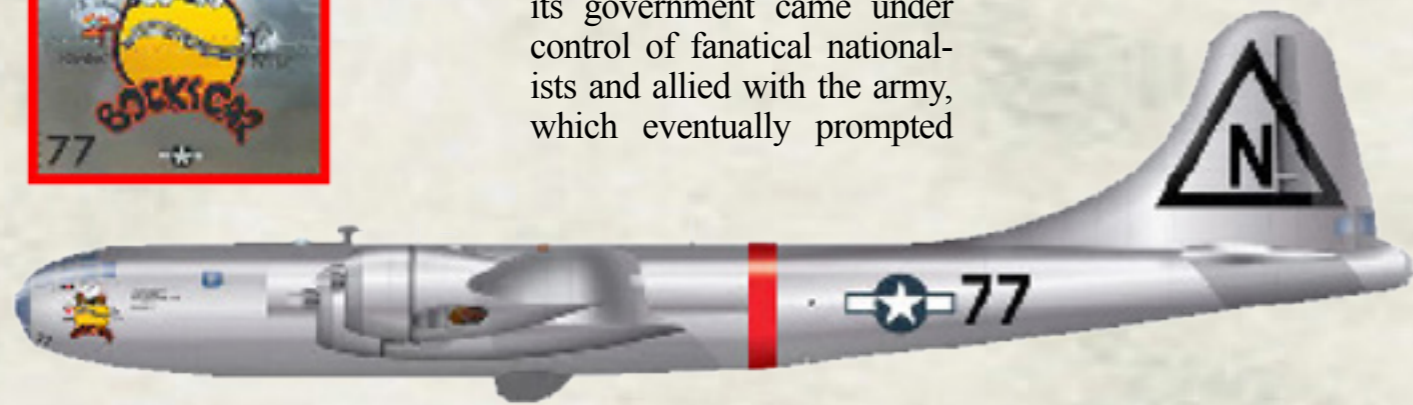 its government came under
control of fanatical national-
ists and allied with the army,
which eventually prompted
BOCKSCAR
77
N
77
77